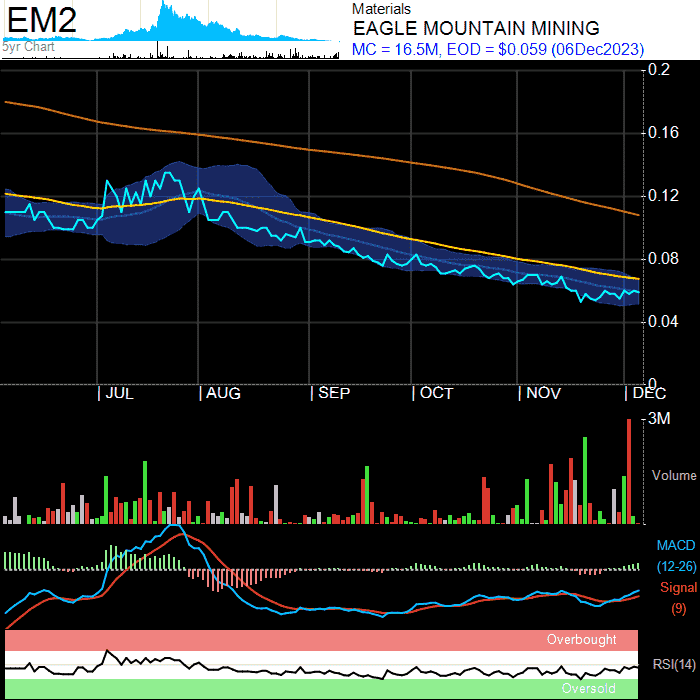 EM2
5yr Chart
Materials
EAGLE MOUNTAIN MINING
MC = 16.5M, EOD = $0.059 (06Dec2023)
0.2
0.16
0.12
0.08
0.04
0
JUL AUG SEP OCT NOV DEC
3M
Volume
MACD
(12-26)
Signal
(9)
Overbought
RSI(14)
Oversold